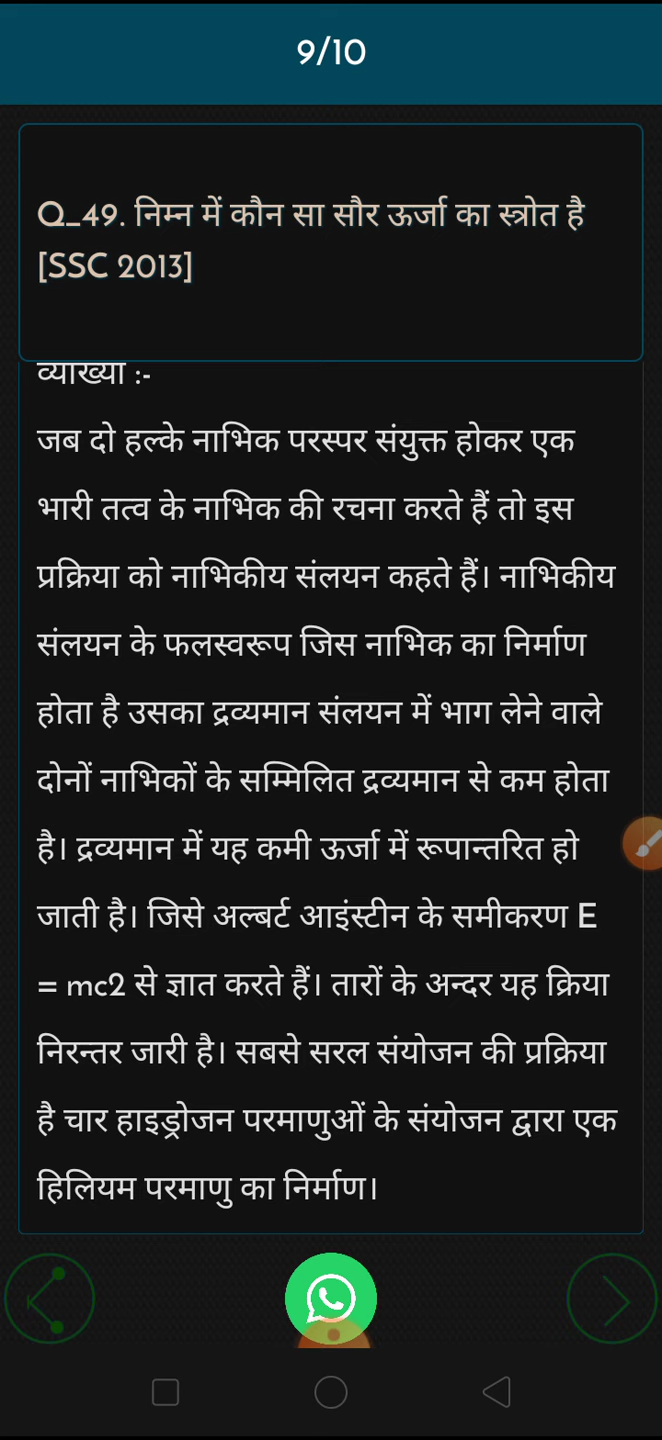 9/10
Q_49. निम्न में कौन सा सौर ऊर्जा का स्त्रोत है
[SSC 2013]
व्याख्या :-
जब दो हल्के नाभिक परस्पर संयुक्त होकर एक
भारी तत्व के नाभिक की रचना करते हैं तो इस
प्रक्रिया को नाभिकीय संलयन कहते हैं। नाभिकीय
संलयन के फलस्वरूप जिस नाभिक का निर्माण
होता है उसका द्रव्यमान संलयन में भाग लेने वाले
दोनों नाभिकों के सम्मिलित द्रव्यमान से कम होता
है। द्रव्यमान में यह कमी ऊर्जा में रूपान्तरित हो
जाती है। जिसे अल्बर्ट आइंस्टीन के समीकरण E
= mc2 से ज्ञात करते हैं। तारों के अन्दर यह क्रिया
निरन्तर जारी है। सबसे सरल संयोजन की प्रक्रिया
है चार हाइड्रोजन परमाणुओं के संयोजन द्वारा एक
हिलियम परमाणु का निर्माण।